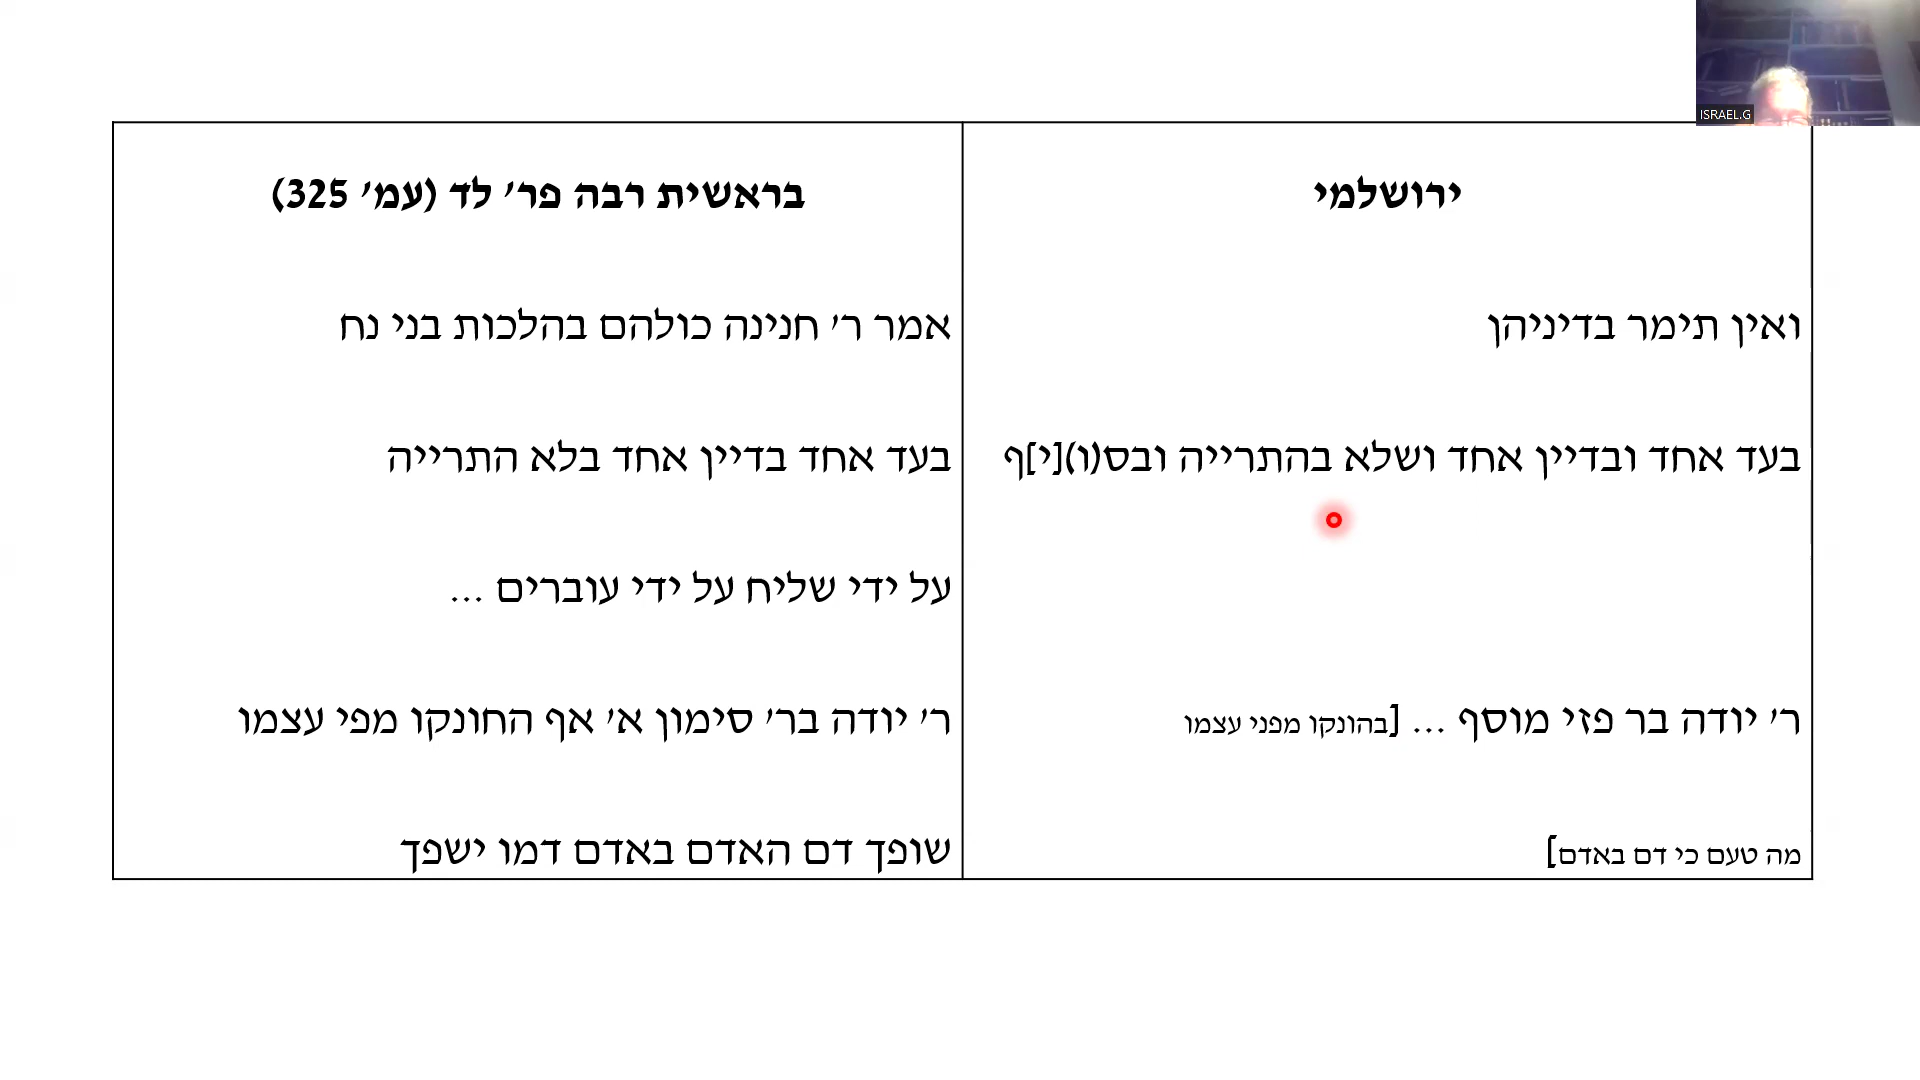 ISRAEL.G
ירושלמי
ואין תימר בדיניהן
בעד אחד ובדיין אחד ושלא בהתרייה ובס(ו)[י]ף
ר׳ יודה בר פזי מוסף ... [בהונקו מפני עצמו
מה טעם כי דם באדם]
בראשית רבה פר׳ לד (עמ׳ 325)
אמר ר׳ חנינה כולהם בהלכות בני נח
בעד אחד בדיין אחד בלא התרייה
על ידי שליח על ידי עוברים ...
ר׳ יודה בר׳ סימון א׳ אף החונקו מפי עצמו
שופך דם האדם באדם דמו ישפך